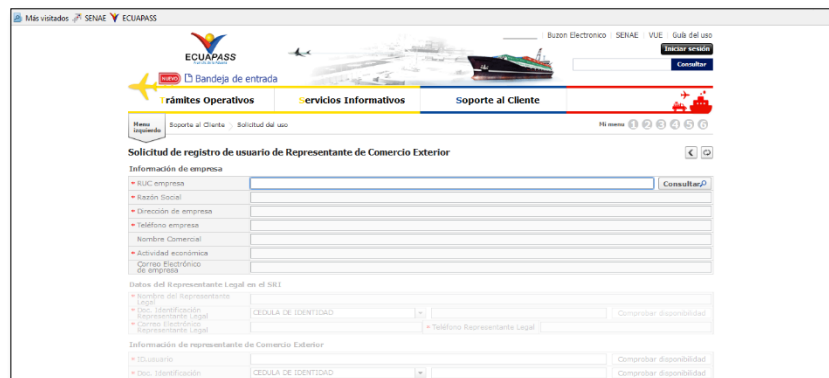 Más visitados SENAE ECUAPASS
Buzon Electronico | SENAE | VUE | Guía del uso
Iniciar sesión
ECUAPASS
Consultar
NUEVO Bandeja de entrada
Trámites Operativos Servicios Informativos Soporte al Cliente
Menu izquierdo Soporte al Cliente Solicitud del uso Mi menu 1 2 3 4 5 6
Solicitud de registro de usuario de Representante de Comercio Exterior
Información de empresa
RUC empresa Consultar
Razón Social
Dirección de empresa
Teléfono empresa
Nombre Comercial
Actividad económica
Correo Electrónico de empresa
Datos del Representante Legal en el SRI
Nombre del Representante Legal
Doc. Identificación Representante Legal CEDULA DE IDENTIDAD Comprobar disponibilidad
Correo Electrónico Representante Legal Teléfono Representante Legal
Información de representante de Comercio Exterior
ID.usuario Comprobar disponibilidad
Doc. Identificación CEDULA DE IDENTIDAD Comprobar disponibilidad